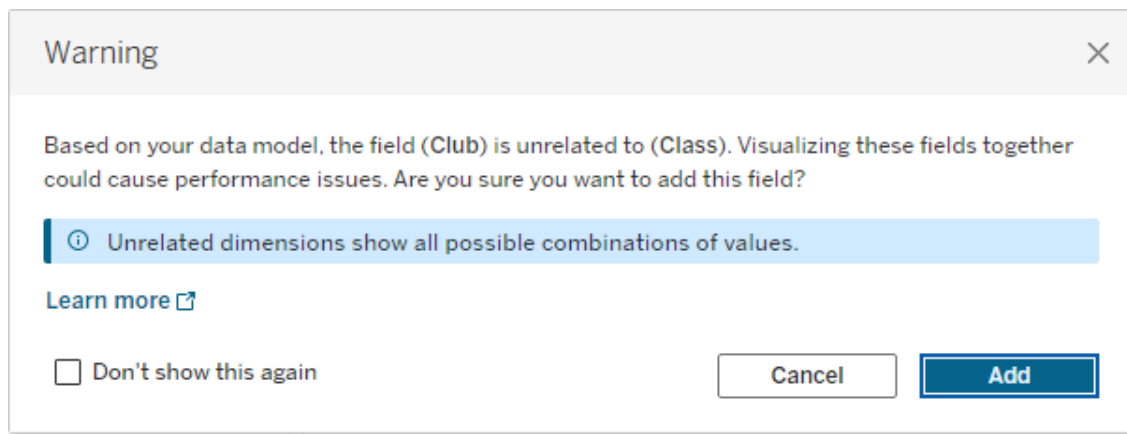 Warning
Based on your data model, the field (Club) is unrelated to (Class). Visualizing these fields together
could cause performance issues. Are you sure you want to add this field?
Unrelated dimensions show all possible combinations of values.
Learn more
Don't show this again
Cancel
Add